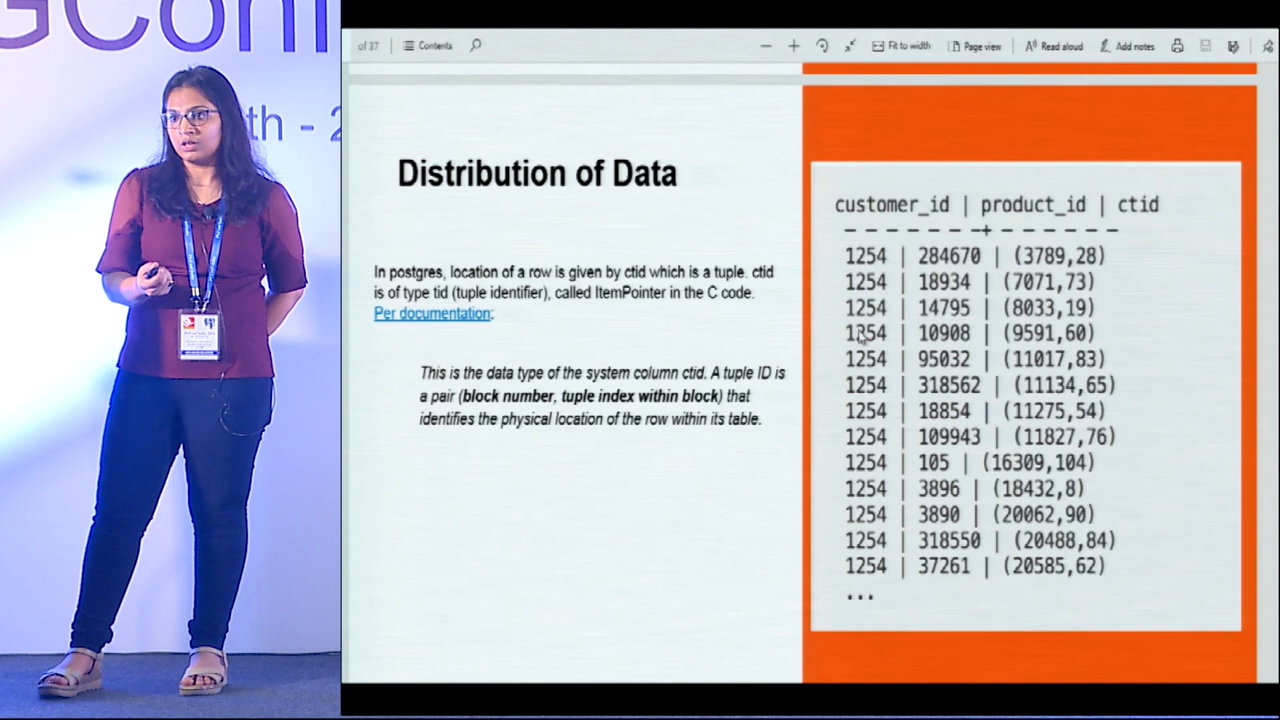 GConf
th - 2
of 37
Contents
Fit to width
Page view
Read aloud
Add notes
Distribution of Data
In postgres, location of a row is given by ctid which is a tuple. ctid
is of type tid (tuple identifier), called ItemPointer in the C code.
Per documentation:
This is the data type of the system column ctid. A tuple ID is
a pair (block number, tuple index within block) that
identifies the physical location of the row within its table.
customer_id | product_id | ctid
- - - - - - -+ - - - - - -
1254 | 284670 | (3789,28)
1254 | 18934 | (7071,73)
1254 | 14795 | (8033,19)
1254 | 10908 | (9591,60)
1254 | 95032 | (11017,83)
1254 | 318562 | (11134,65)
1254 | 18854 | (11275,54)
1254 | 109943 | (11827,76)
1254 | 105 | (16309,104)
1254 | 3896 | (18432,8)
1254 | 3890 | (20062,90)
1254 | 318550 | (20488,84)
1254 | 37261 | (20585,62)
...